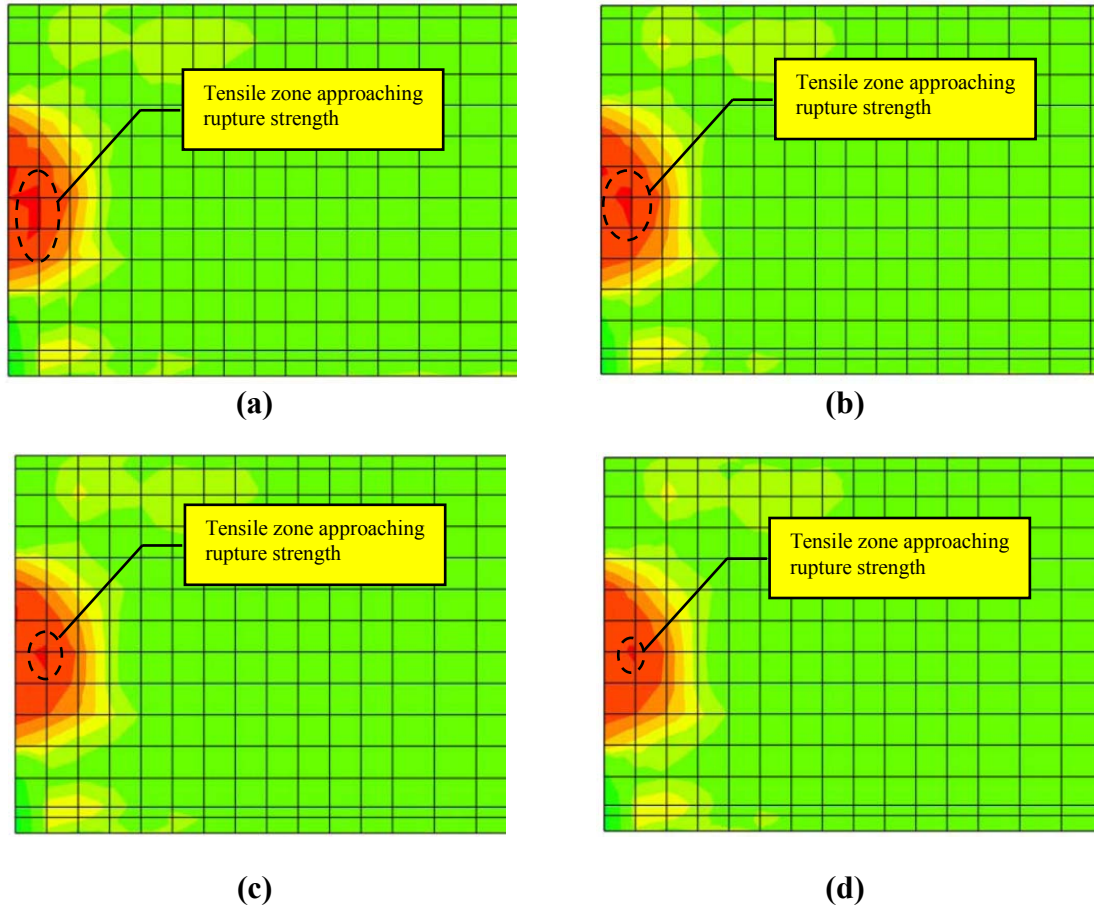 Tensile zone approaching
rupture strength
Tensile zone approaching
rupture strength
(a)
(b)
Tensile zone approaching
rupture strength
Tensile zone approaching
rupture strength
(c)
(d)